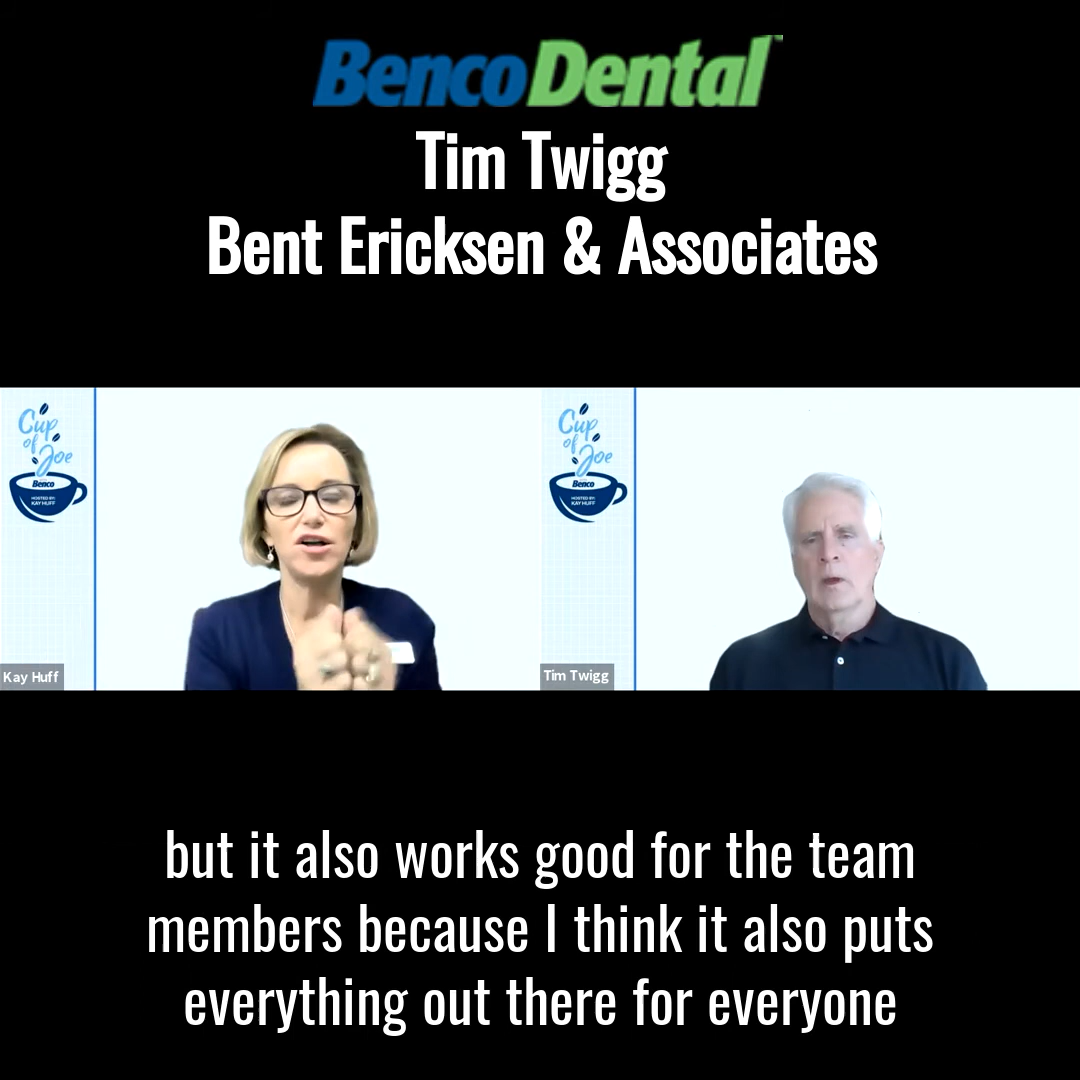 BencoDental
Tim Twigg
Bent Ericksen & Associates
Cup
of
Joe
Benco
HOSTED BY:
KAY HUFF
Kay Huff
Cup
of
Joe
Benco
HOSTED BY:
KAY HUFF
Tim Twigg
but it also works good for the team
members because I think it also puts
everything out there for everyone